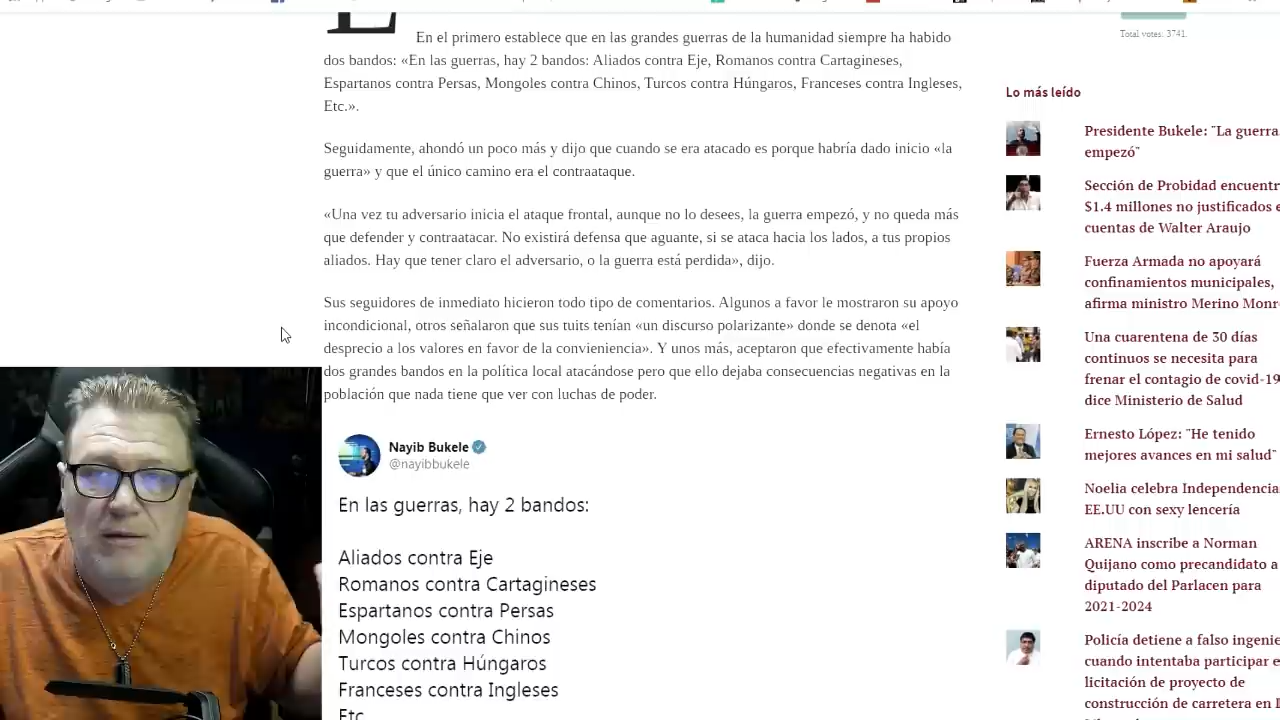 En el primero establece que en las grandes guerras de la humanidad siempre ha habido
dos bandos: «En las guerras, hay 2 bandos: Aliados contra Eje, Romanos contra Cartagineses,
Espartanos contra Persas, Mongoles contra Chinos, Turcos contra Húngaros, Franceses contra Ingleses,
Etc.».
Seguidamente, ahondó un poco más y dijo que cuando se era atacado es porque habría dado inicio «la
guerra» y que el único camino era el contraataque.
«Una vez tu adversario inicia el ataque frontal, aunque no lo desees, la guerra empezó, y no queda más
que defender y contraatacar. No existirá defensa que aguante, si se ataca hacia los lados, a tus propios
aliados. Hay que tener claro el adversario, o la guerra está perdida», dijo.
Sus seguidores de inmediato hicieron todo tipo de comentarios. Algunos a favor le mostraron su apoyo
incondicional, otros señalaron que sus tuits tenían «un discurso polarizante» donde se denota «el
desprecio a los valores en favor de la convieniencia». Y unos más, aceptaron que efectivamente había
dos grandes bandos en la política local atacándose pero que ello dejaba consecuencias negativas en la
población que nada tiene que ver con luchas de poder.
Nayib Bukele
@nayibbukele
En las guerras, hay 2 bandos:
Aliados contra Eje
Romanos contra Cartagineses
Espartanos contra Persas
Mongoles contra Chinos
Turcos contra Húngaros
Franceses contra Ingleses
Etc
Total votes: 3741.
Lo más leído
Presidente Bukele: "La guerra
empezó"
Sección de Probidad encuentr
$1.4 millones no justificados e
cuentas de Walter Araujo
Fuerza Armada no apoyará
confinamientos municipales,
afirma ministro Merino Monr
Una cuarentena de 30 días
continuos se necesita para
frenar el contagio de covid-19
dice Ministerio de Salud
Ernesto López: "He tenido
mejores avances en mi salud"
Noelia celebra Independencia
EE.UU con sexy lencería
ARENA inscribe a Norman
Quijano como precandidato a
diputado del Parlacen para
2021-2024
Policía detiene a falso ingenie
cuando intentaba participar e
licitación de proyecto de
construcción de carretera en